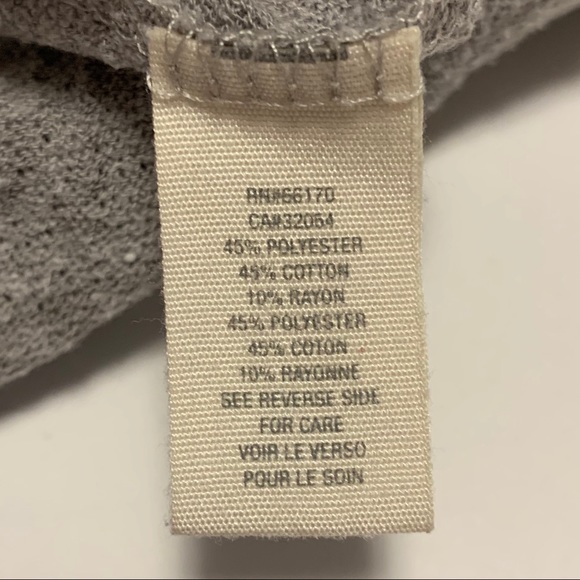 RN#66170
CA#32054
45% POLYESTER
45% COTTON
10% RAYON
45% POLYESTER
45% COTON
10% RAYONNE
SEE REVERSE SIDE
FOR CARE
VOIR LE VERSO
POUR LE SOIN